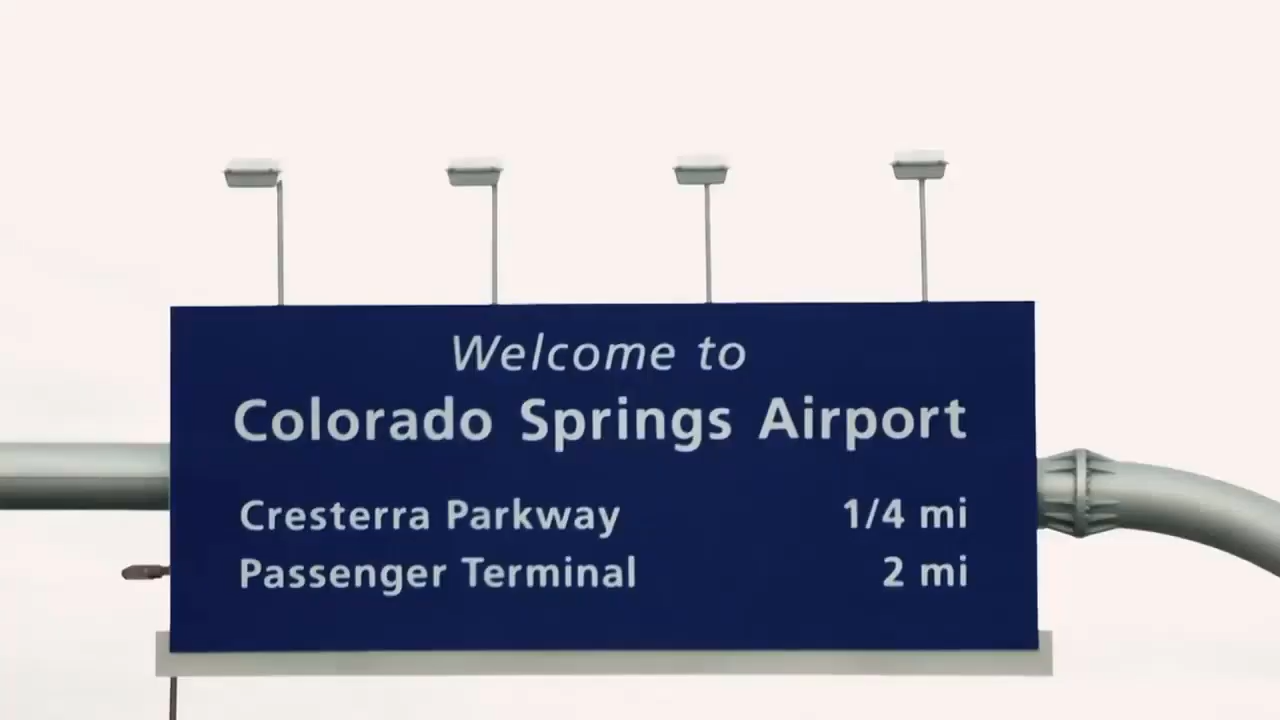 Welcome to
Colorado Springs Airport
Cresterra Parkway 1/4 mi
Passenger Terminal 2 mi